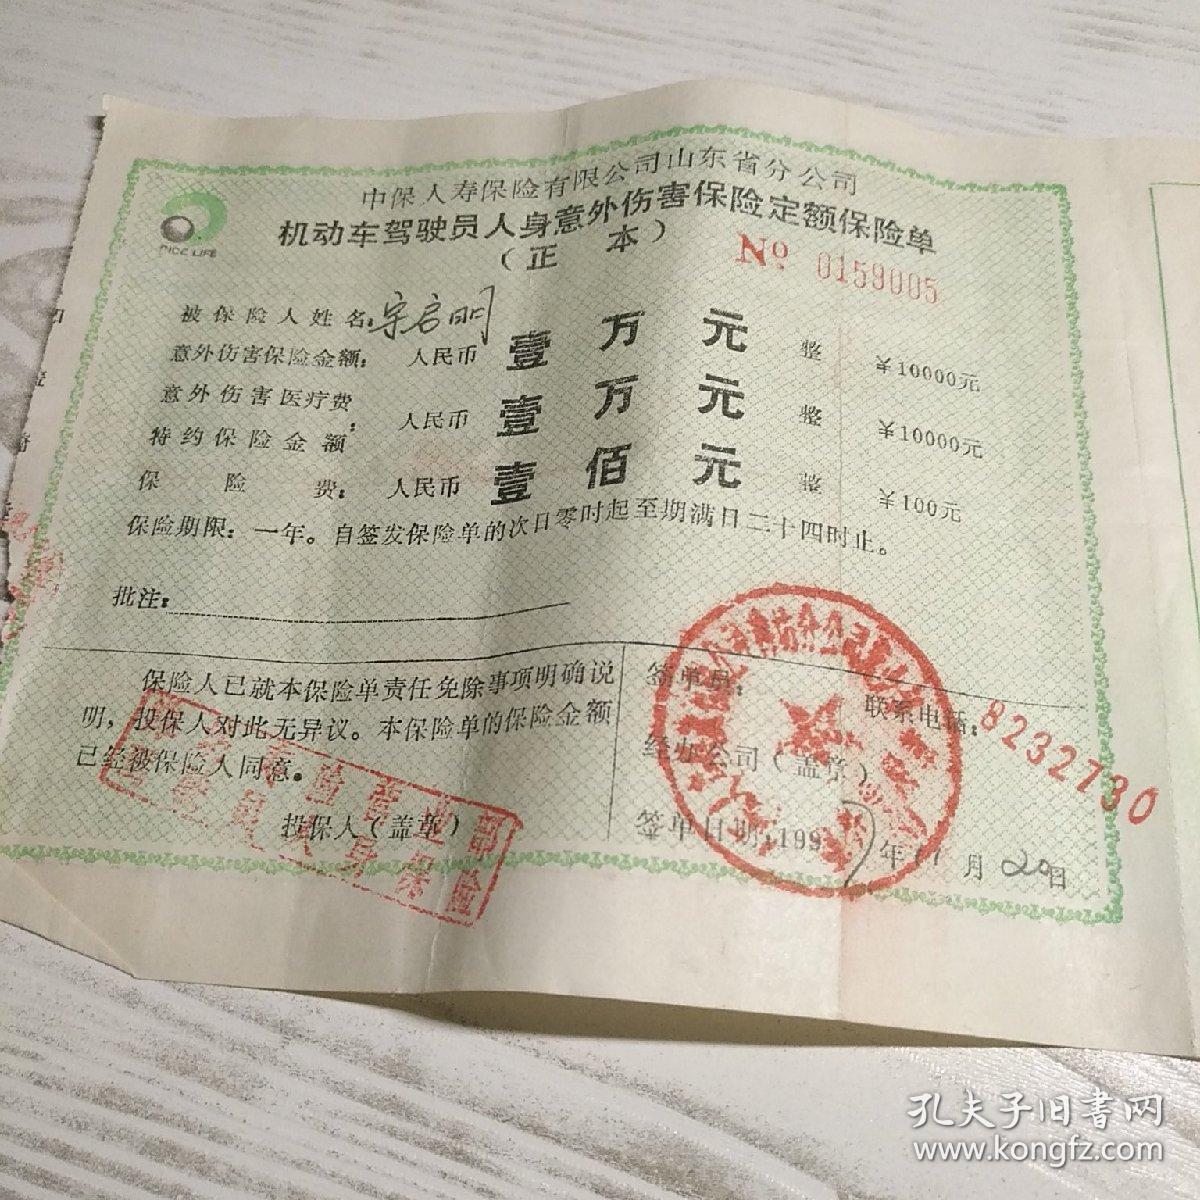 中保人寿保险有限公司山东省分公司
机动车驾驶员人身意外伤害保险定额保险单
（正 本）
PICC LIFE
№ 0159005
被保险人姓名：宋启明
意外伤害保险金额： 人民币 壹 万 元 整 ￥10000元
意外伤害医疗费
特约保险金额： 人民币 壹 万 元 整 ￥10000元
保 险 费： 人民币 壹 佰 元 整 ￥100元
保险期限：一年。自签发保险单的次日零时起至期满日二十四时止。
批注：
保险人已就本保险单责任免除事项明确说
明，投保人对此无异议。本保险单的保险金额
已经被保险人同意。
投保人（盖章）
签单员：
联系电话：8232730
经办公司（盖章）
签单日期：1997年11月20日
孔夫子旧书网
www.kongfz.com